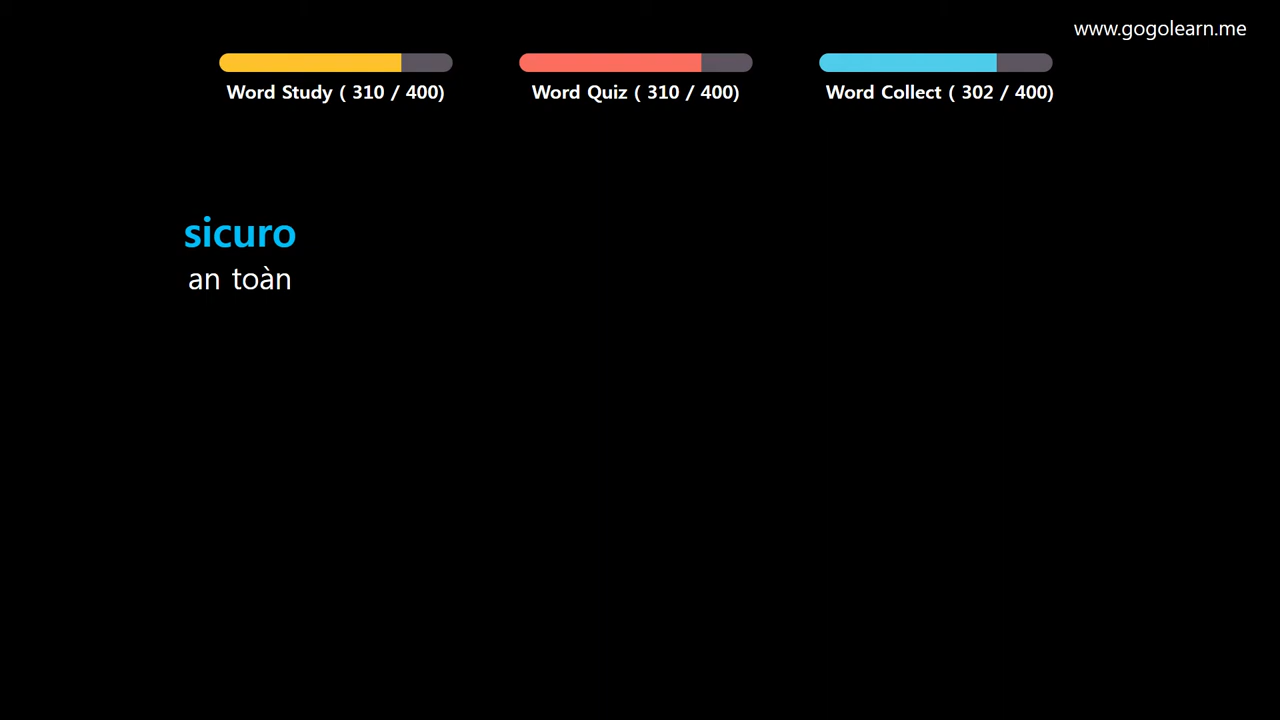 www.gogolearn.me
Word Study ( 310 / 400)
Word Quiz ( 310 / 400)
Word Collect ( 302 / 400)
sicuro
an toàn